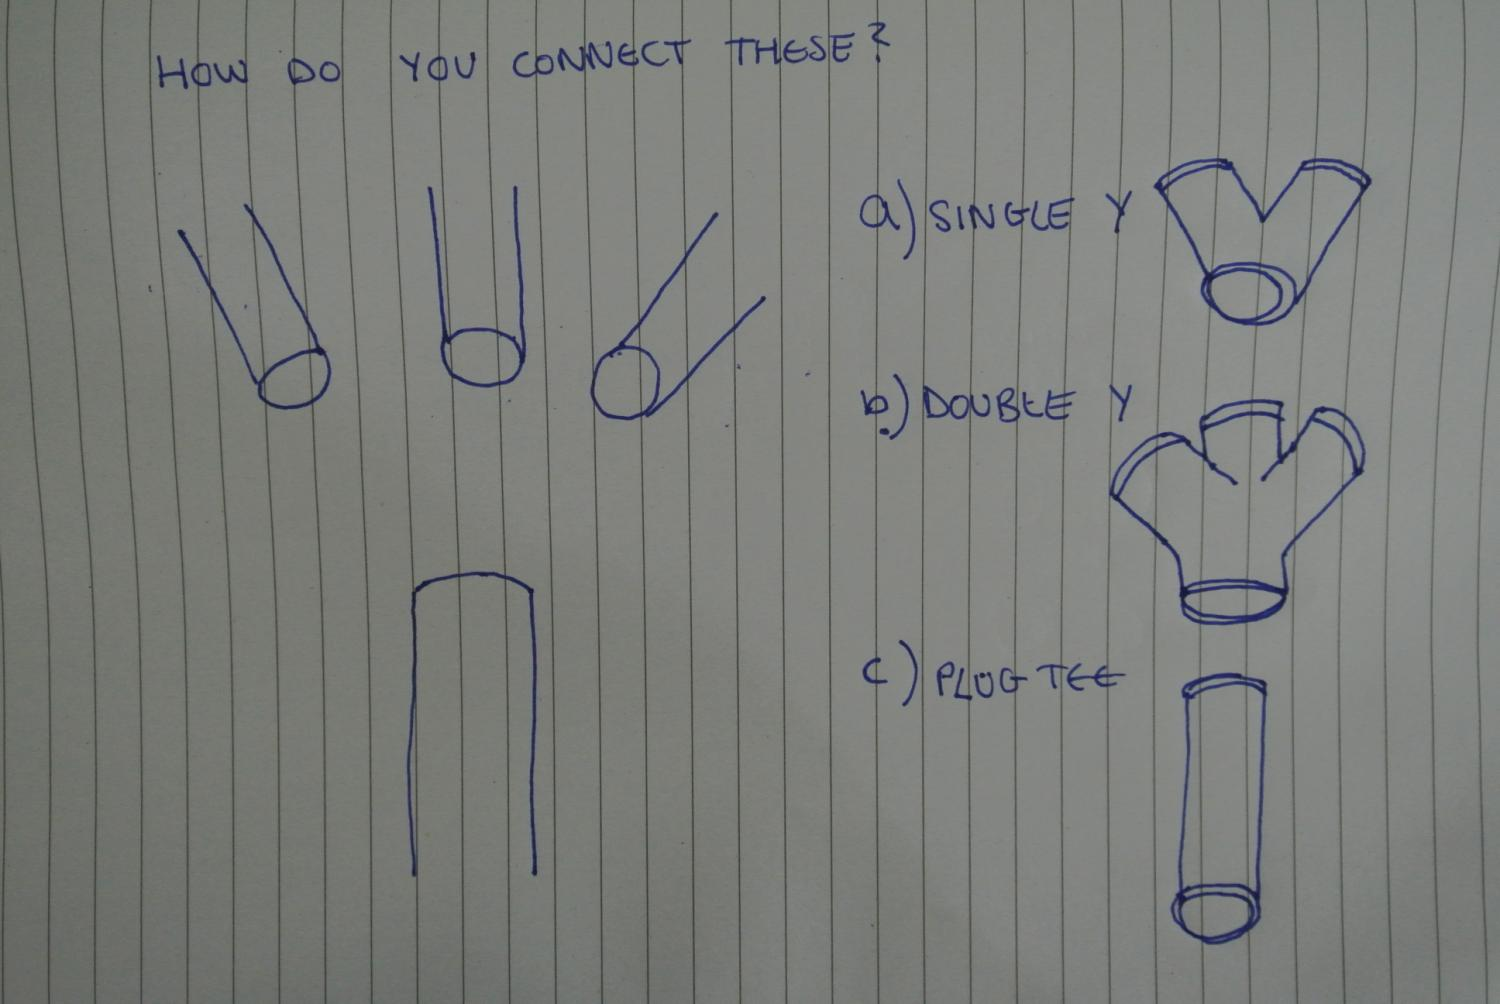 HOW DO YOU CONNECT THESE?
a) SINGLE Y
b.) DOUBLE Y
c) PLUG TEE